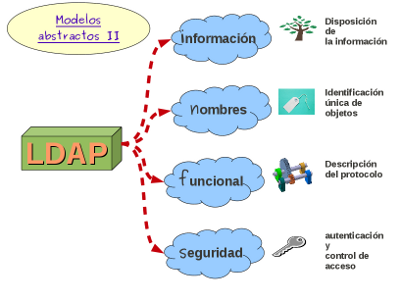 Modelos
abstractos II
LDAP
Información
Disposición
de
la información
nombres
Identificación
única de
objetos
funcional
Descripción
del protocolo
seguridad
autenticación
y
control de
acceso